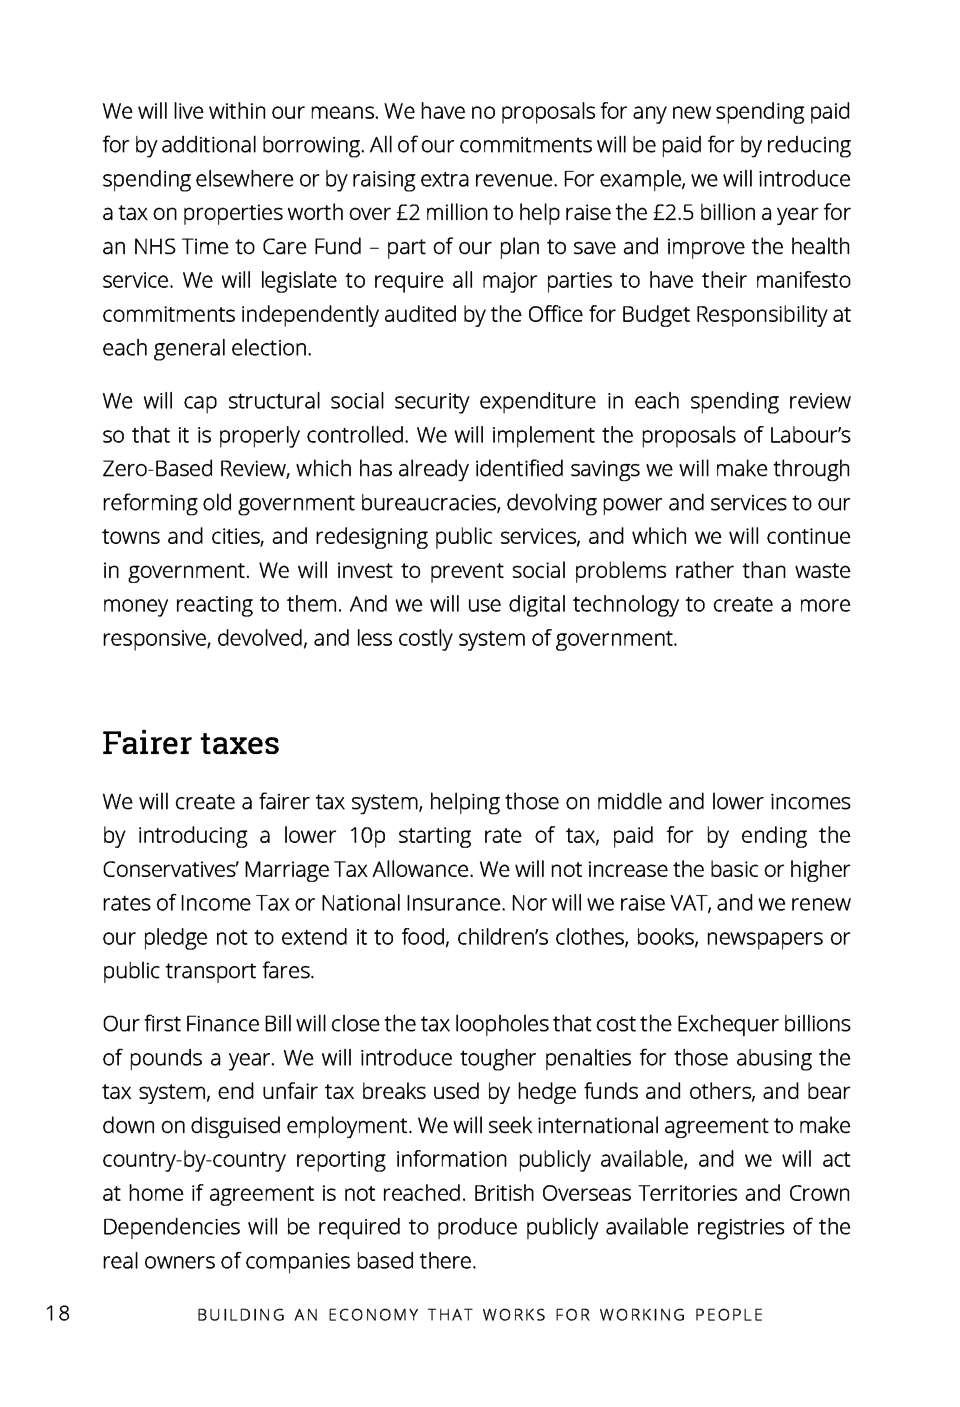 We will live within our means. We have no proposals for any new spending paid
for by additional borrowing. All of our commitments will be paid for by reducing
spending elsewhere or by raising extra revenue. For example, we will introduce
a tax on properties worth over £2 million to help raise the £2.5 billion a year for
an NHS Time to Care Fund – part of our plan to save and improve the health
service. We will legislate to require all major parties to have their manifesto
commitments independently audited by the Office for Budget Responsibility at
each general election.
We will cap structural social security expenditure in each spending review
so that it is properly controlled. We will implement the proposals of Labour’s
Zero-Based Review, which has already identified savings we will make through
reforming old government bureaucracies, devolving power and services to our
towns and cities, and redesigning public services, and which we will continue
in government. We will invest to prevent social problems rather than waste
money reacting to them. And we will use digital technology to create a more
responsive, devolved, and less costly system of government.
Fairer taxes
We will create a fairer tax system, helping those on middle and lower incomes
by introducing a lower 10p starting rate of tax, paid for by ending the
Conservatives’ Marriage Tax Allowance. We will not increase the basic or higher
rates of Income Tax or National Insurance. Nor will we raise VAT, and we renew
our pledge not to extend it to food, children’s clothes, books, newspapers or
public transport fares.
Our first Finance Bill will close the tax loopholes that cost the Exchequer billions
of pounds a year. We will introduce tougher penalties for those abusing the
tax system, end unfair tax breaks used by hedge funds and others, and bear
down on disguised employment. We will seek international agreement to make
country-by-country reporting information publicly available, and we will act
at home if agreement is not reached. British Overseas Territories and Crown
Dependencies will be required to produce publicly available registries of the
real owners of companies based there.
18 BUILDING AN ECONOMY THAT WORKS FOR WORKING PEOPLE